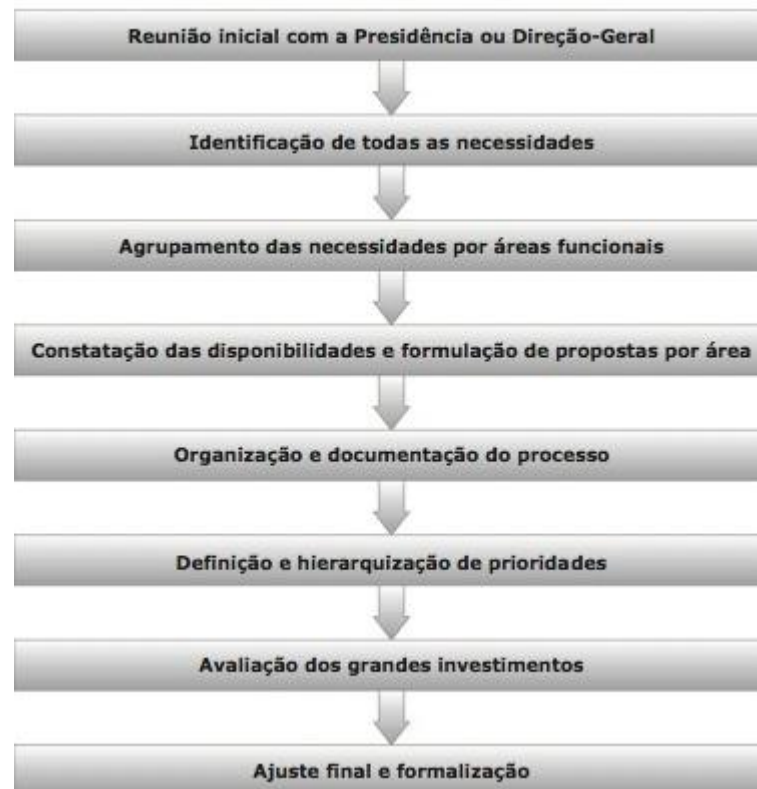 Reunião inicial com a Presidência ou Direção-Geral
Identificação de todas as necessidades
Agrupamento das necessidades por áreas funcionais
Constatação das disponibilidades e formulação de propostas por área
Organização e documentação do processo
Definição e hierarquização de prioridades
Avaliação dos grandes investimentos
Ajuste final e formalização